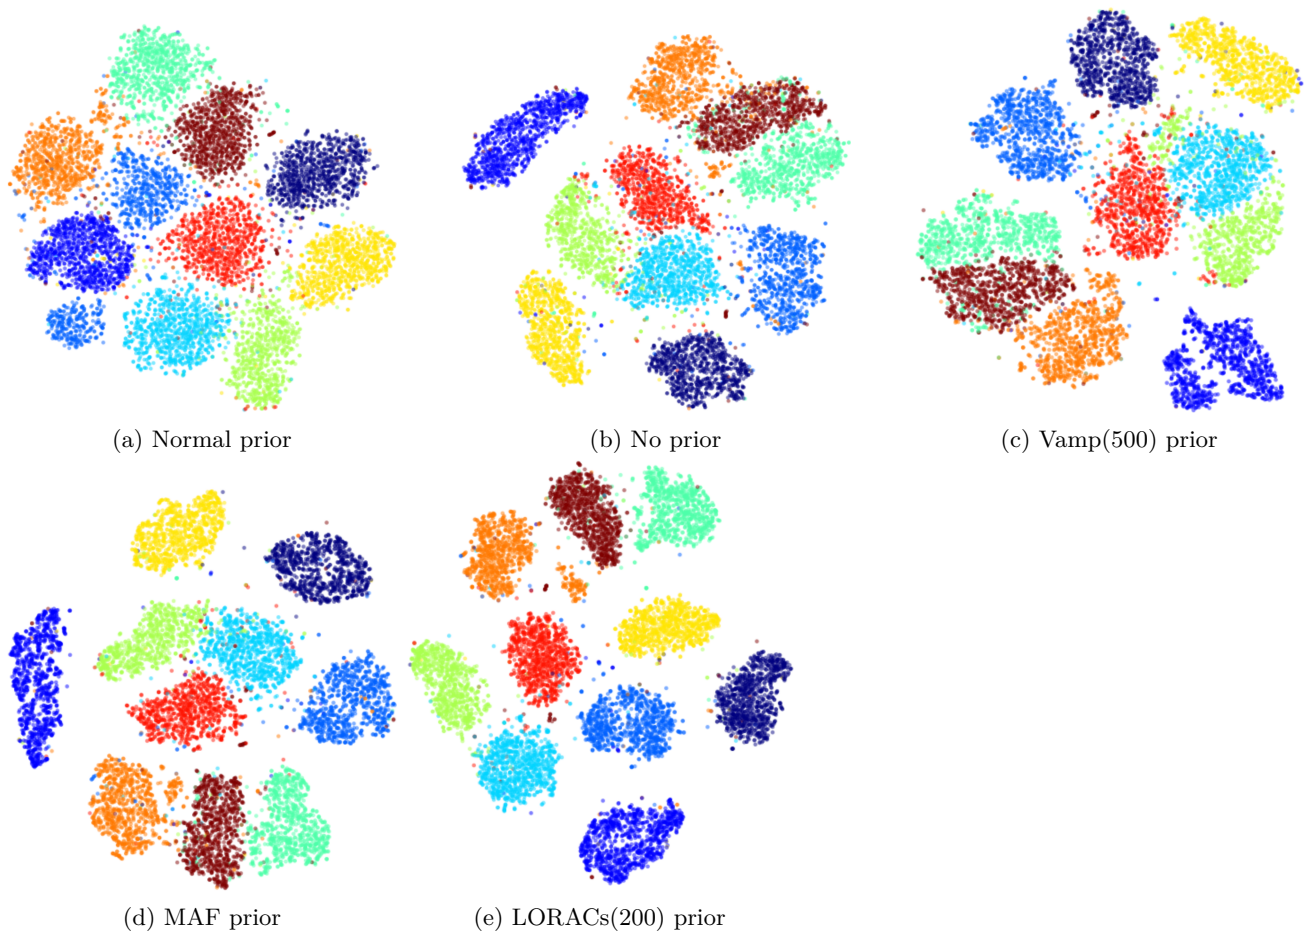 (a) Normal prior
(b) No prior
(c) Vamp(500) prior
(d) MAF prior
(e) LORACs(200) prior